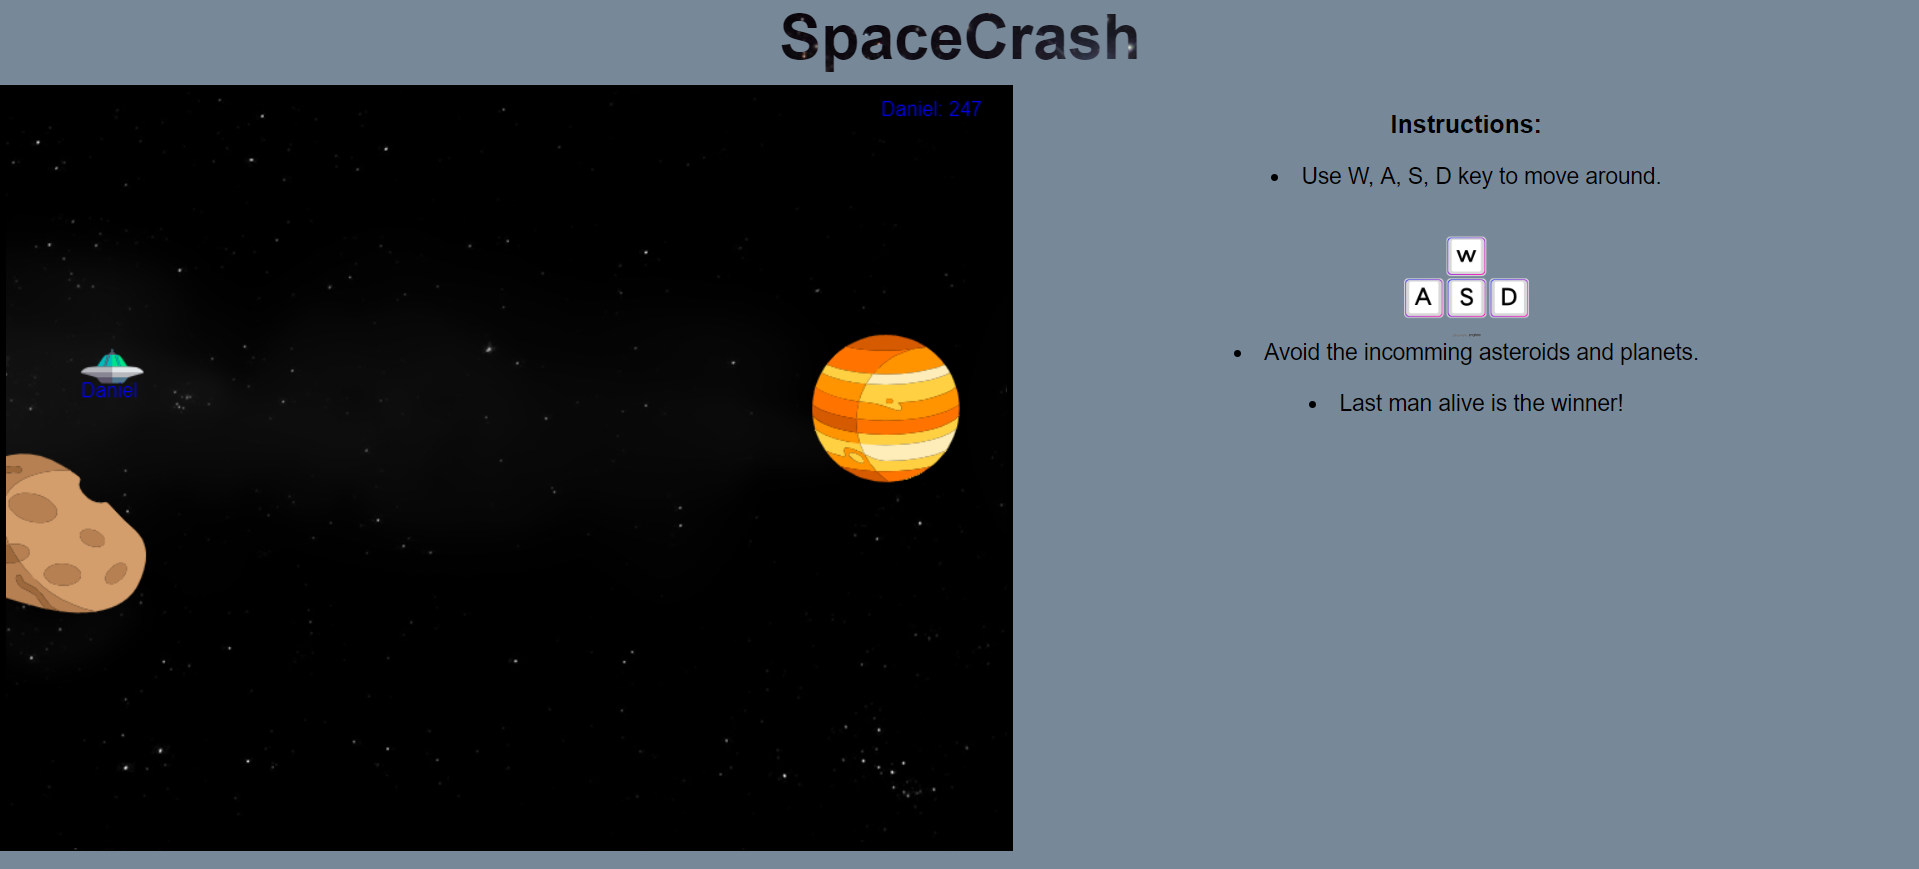 SpaceCrash
Daniel: 247
Daniel
Instructions:
• Use W, A, S, D key to move around.
W
A S D
• Avoid the incomming asteroids and planets.
• Last man alive is the winner!